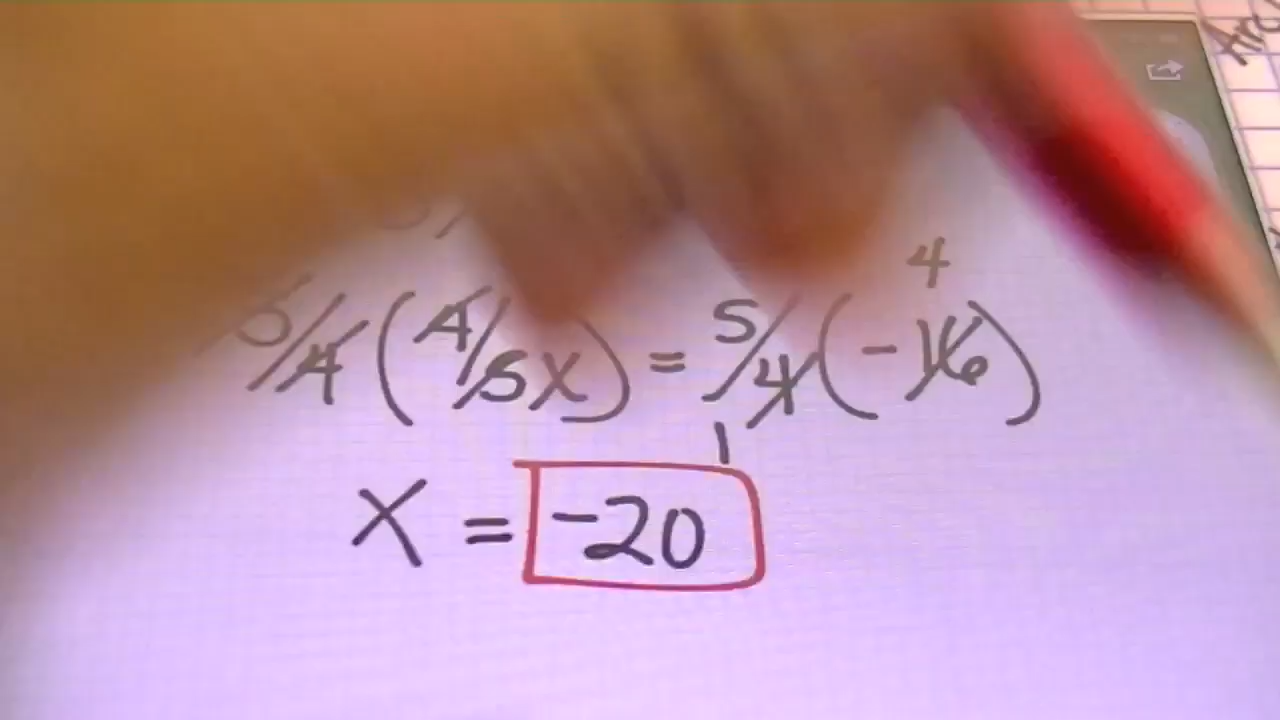 4
5/4(4/5x) = 5/4(-16)
1
x = -20